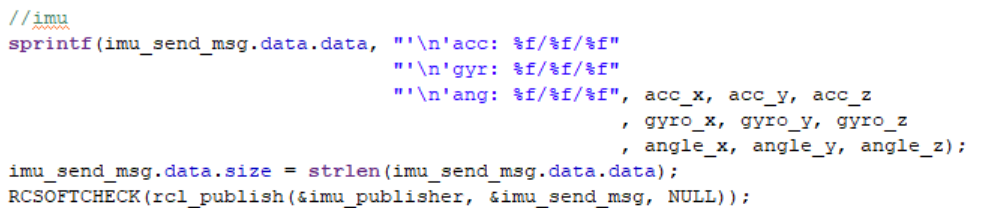 //imu
sprintf(imu_send_msg.data.data, "'\n'acc: %f/%f/%f"
"'\n'gyr: %f/%f/%f"
"'\n'ang: %f/%f/%f", acc_x, acc_y, acc_z
, gyro_x, gyro_y, gyro_z
, angle_x, angle_y, angle_z);
imu_send_msg.data.size = strlen(imu_send_msg.data.data);
RCSOFTCHECK(rcl_publish(&imu_publisher, &imu_send_msg, NULL));